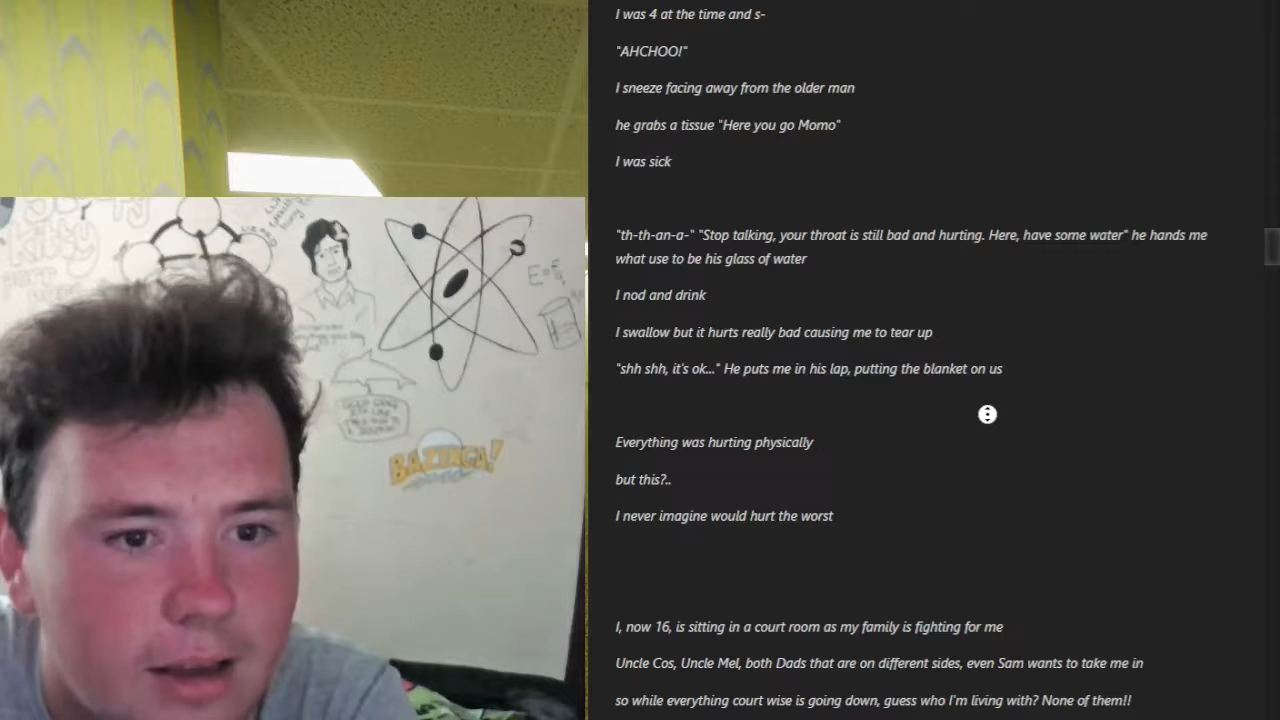 I was 4 at the time and s-
"AHCHOO!"
I sneeze facing away from the older man
he grabs a tissue "Here you go Momo"
I was sick
"th-th-an-a-" "Stop talking, your throat is still bad and hurting. Here, have some water" he hands me
what use to be his glass of water
I nod and drink
I swallow but it hurts really bad causing me to tear up
"shh shh, it's ok..." He puts me in his lap, putting the blanket on us
Everything was hurting physically
but this?..
I never imagine would hurt the worst
I, now 16, is sitting in a court room as my family is fighting for me
Uncle Cos, Uncle Mel, both Dads that are on different sides, even Sam wants to take me in
so while everything court wise is going down, guess who I'm living with? None of them!!
Kitty
BAZINGA!